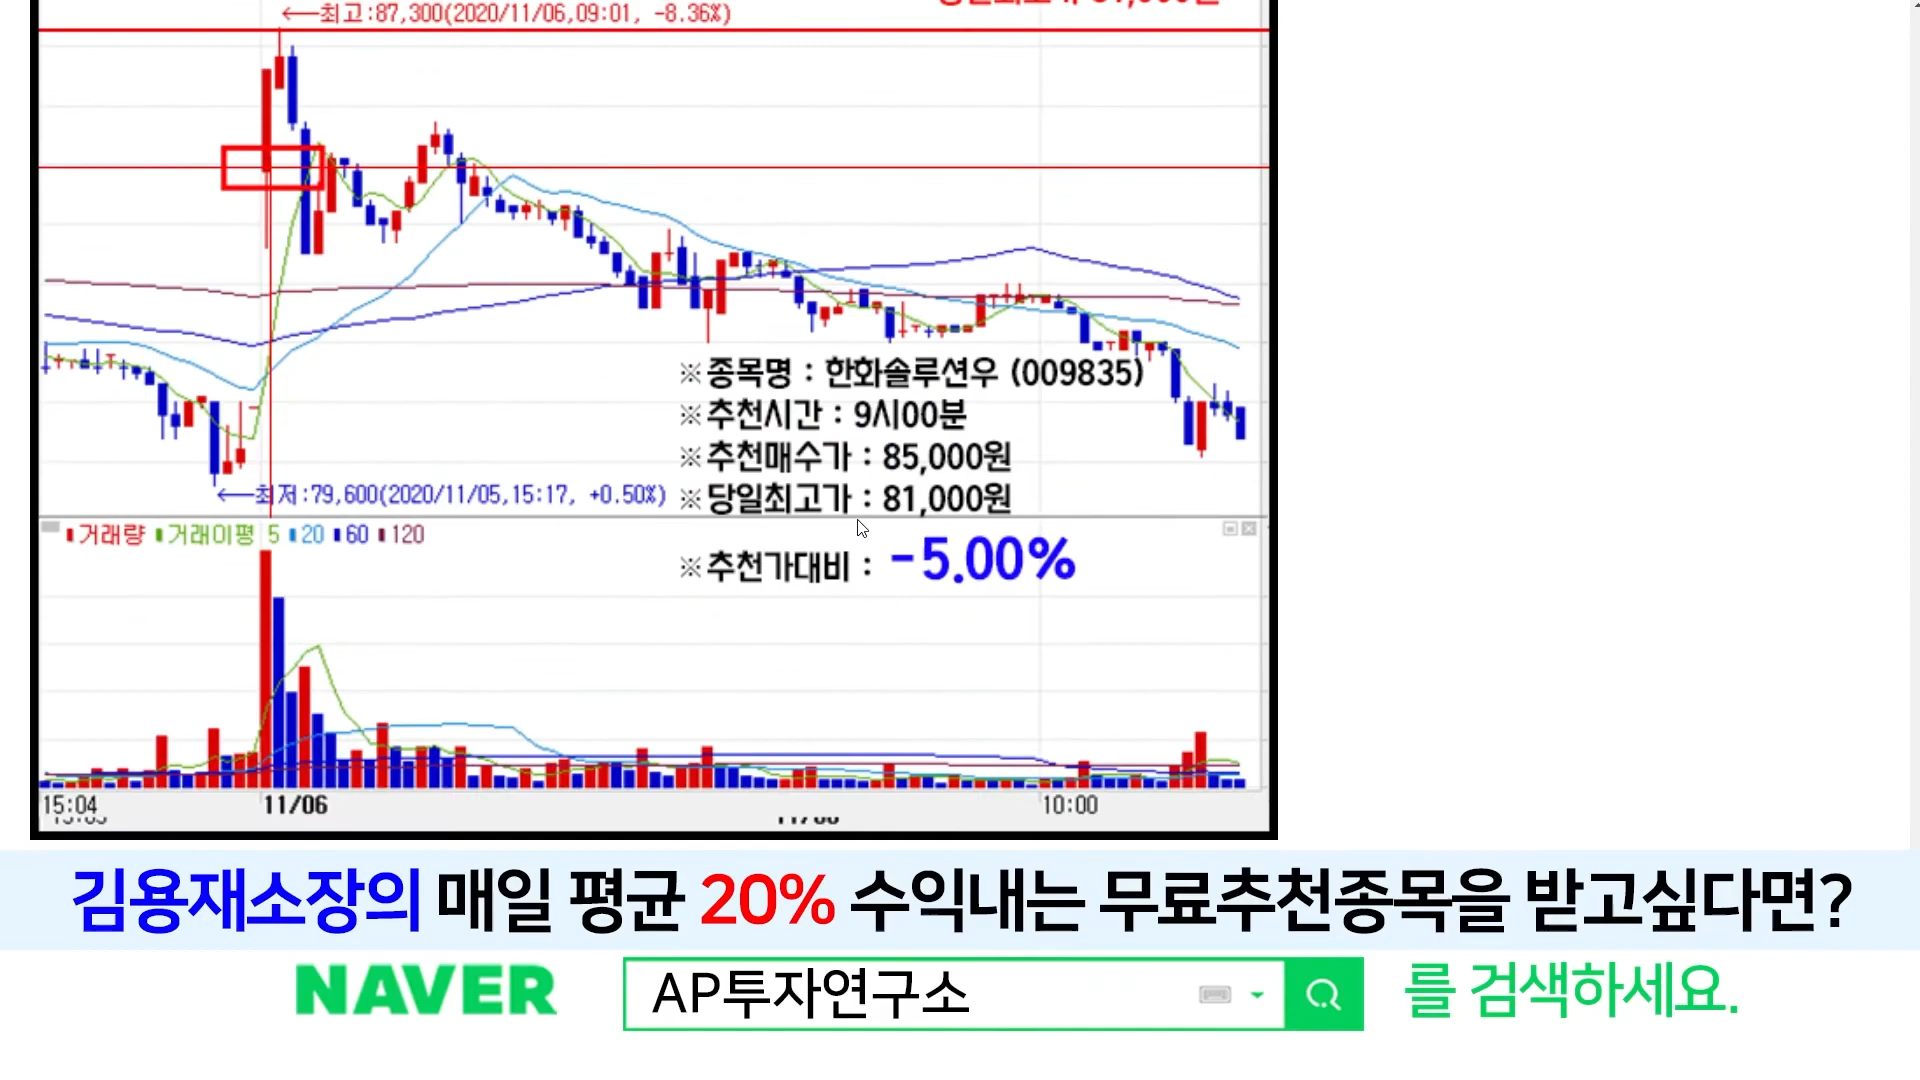 ←최고:87,300(2020/11/06,09:01, -8.36%)
※종목명 : 한화솔루션우 (009835)
※추천시간 : 9시00분
※추천매수가 : 85,000원
※당일최고가 : 81,000원
←최저:79,600(2020/11/05,15:17, +0.50%)
거래량 거래이평 5 20 60 120
※추천가대비 : -5.00%
15:04 11/06 10:00
김용재소장의 매일 평균 20% 수익내는 무료추천종목을 받고싶다면?
NAVER AP투자연구소 를 검색하세요.